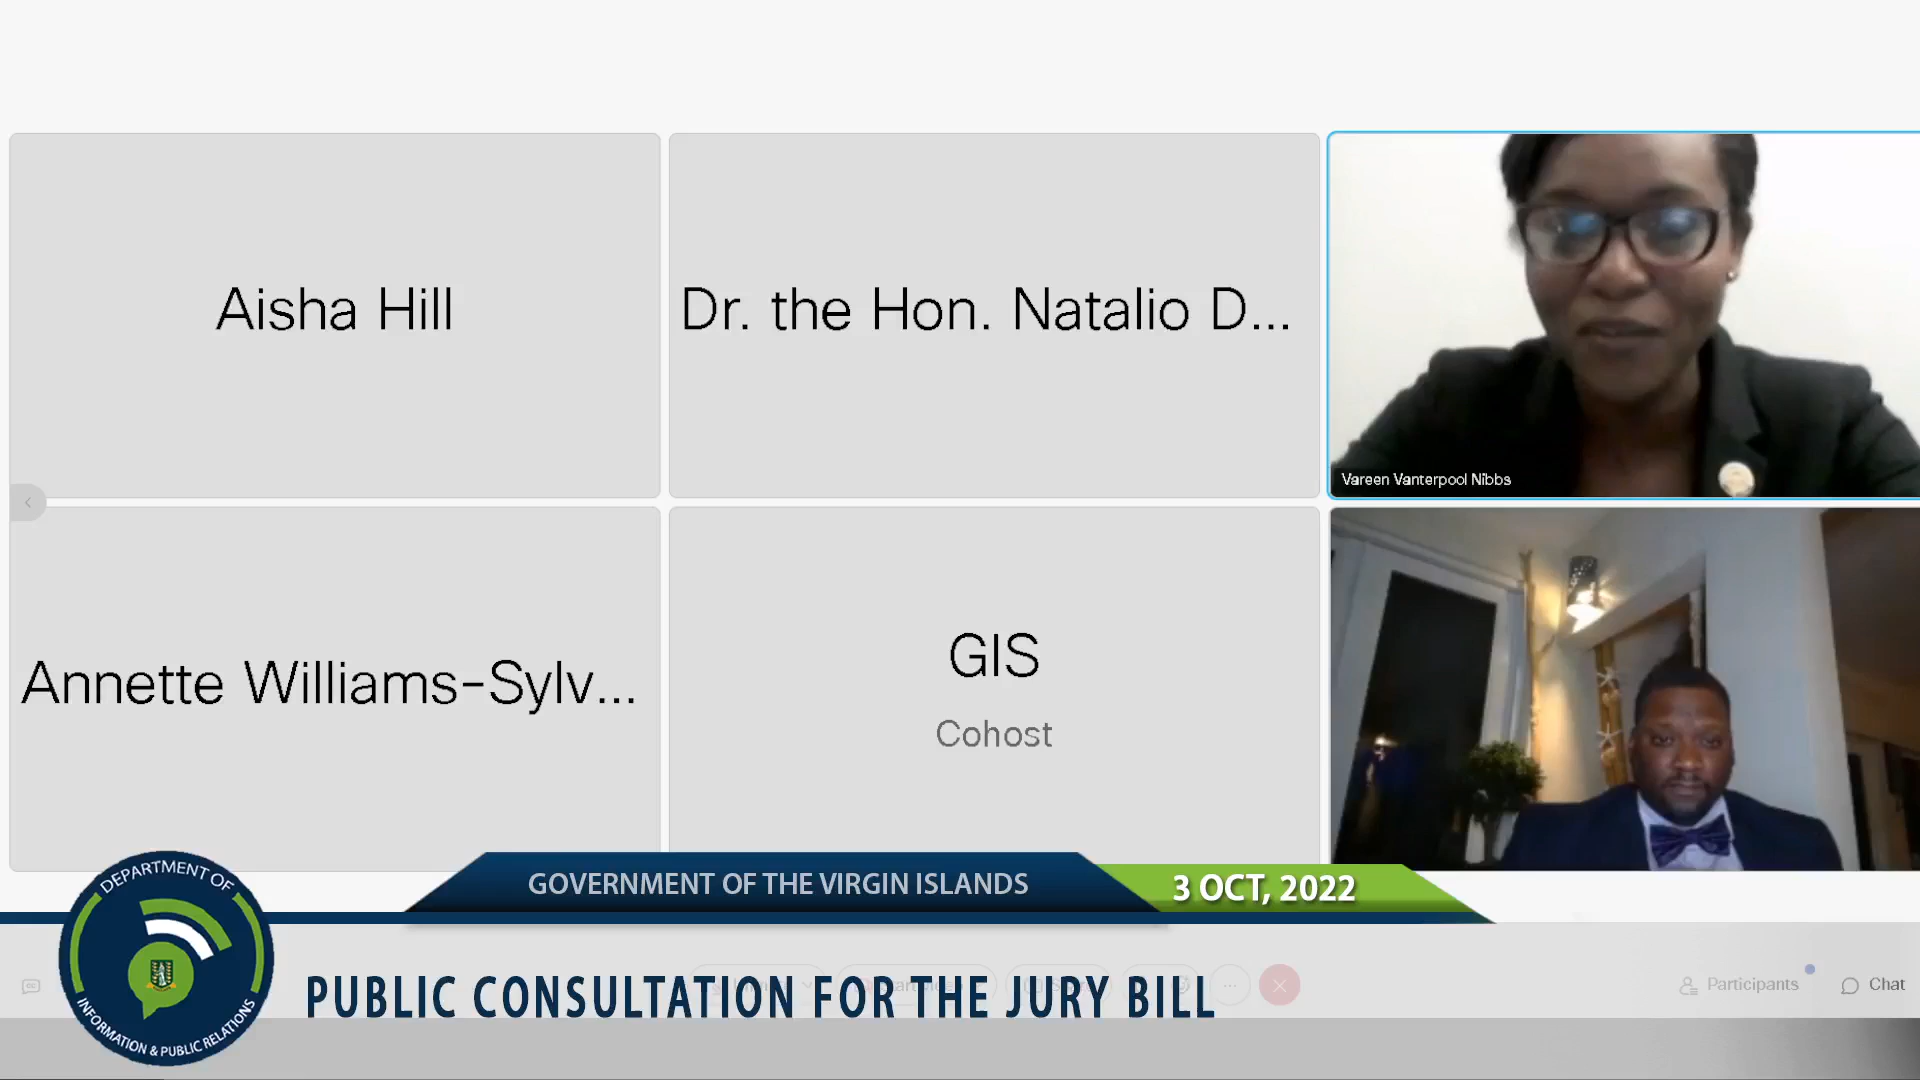 Aisha Hill
Dr. the Hon. Natalio D...
Vareen Vanterpool Nibbs
Annette Williams-Sylv...
GIS
Cohost
GOVERNMENT OF THE VIRGIN ISLANDS
3 OCT, 2022
DEPARTMENT OF
INFORMATION & PUBLIC RELATIONS
PUBLIC CONSULTATION FOR THE JURY BILL
Participants
Chat